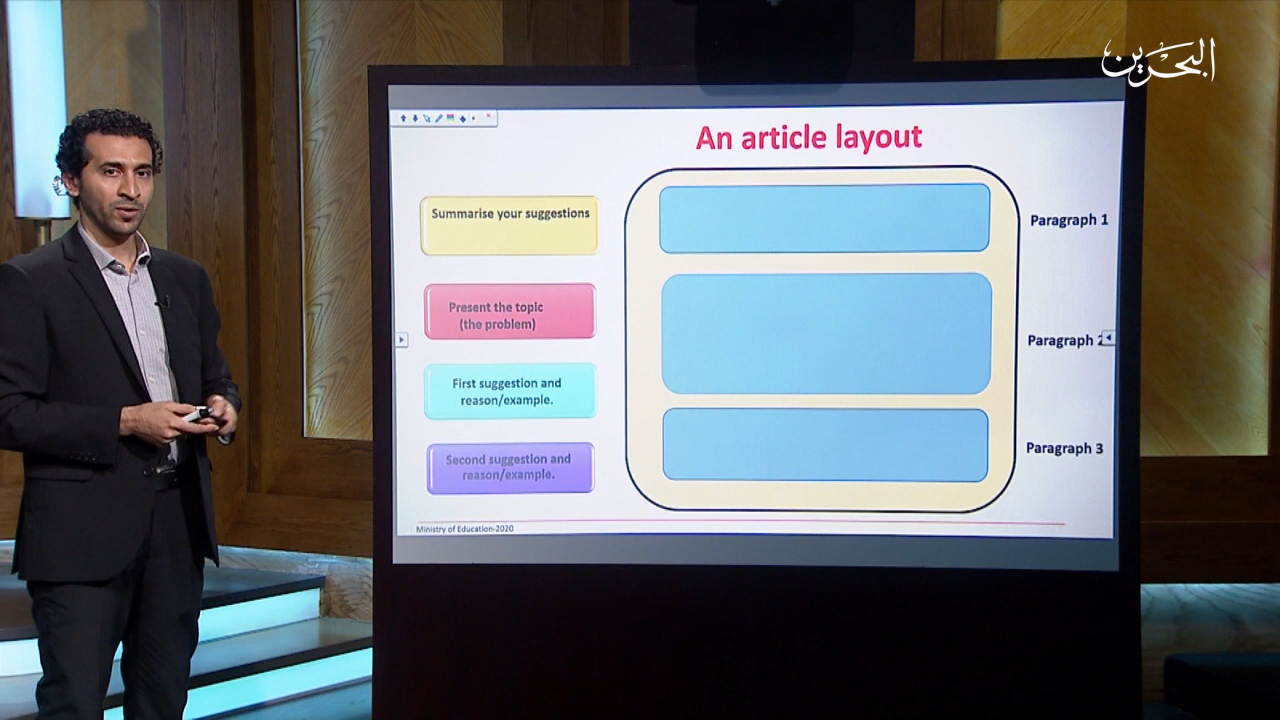 البحرين
An article layout
Summarise your suggestions
Present the topic
(the problem)
First suggestion and
reason/example.
Second suggestion and
reason/example.
Paragraph 1
Paragraph 2
Paragraph 3
Ministry of Education-2020